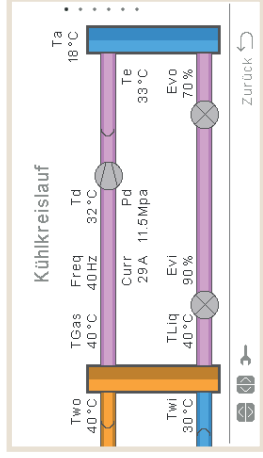 Kühlkreislauf
Two
40°C
TGas
40°C
Freq
40Hz
Td
32°C
Ta
18°C
Curr
29A
Pd
11.5Mpa
Te
33°C
Twi
30°C
TLiq
40°C
Evi
90%
Evo
70%
Zurück